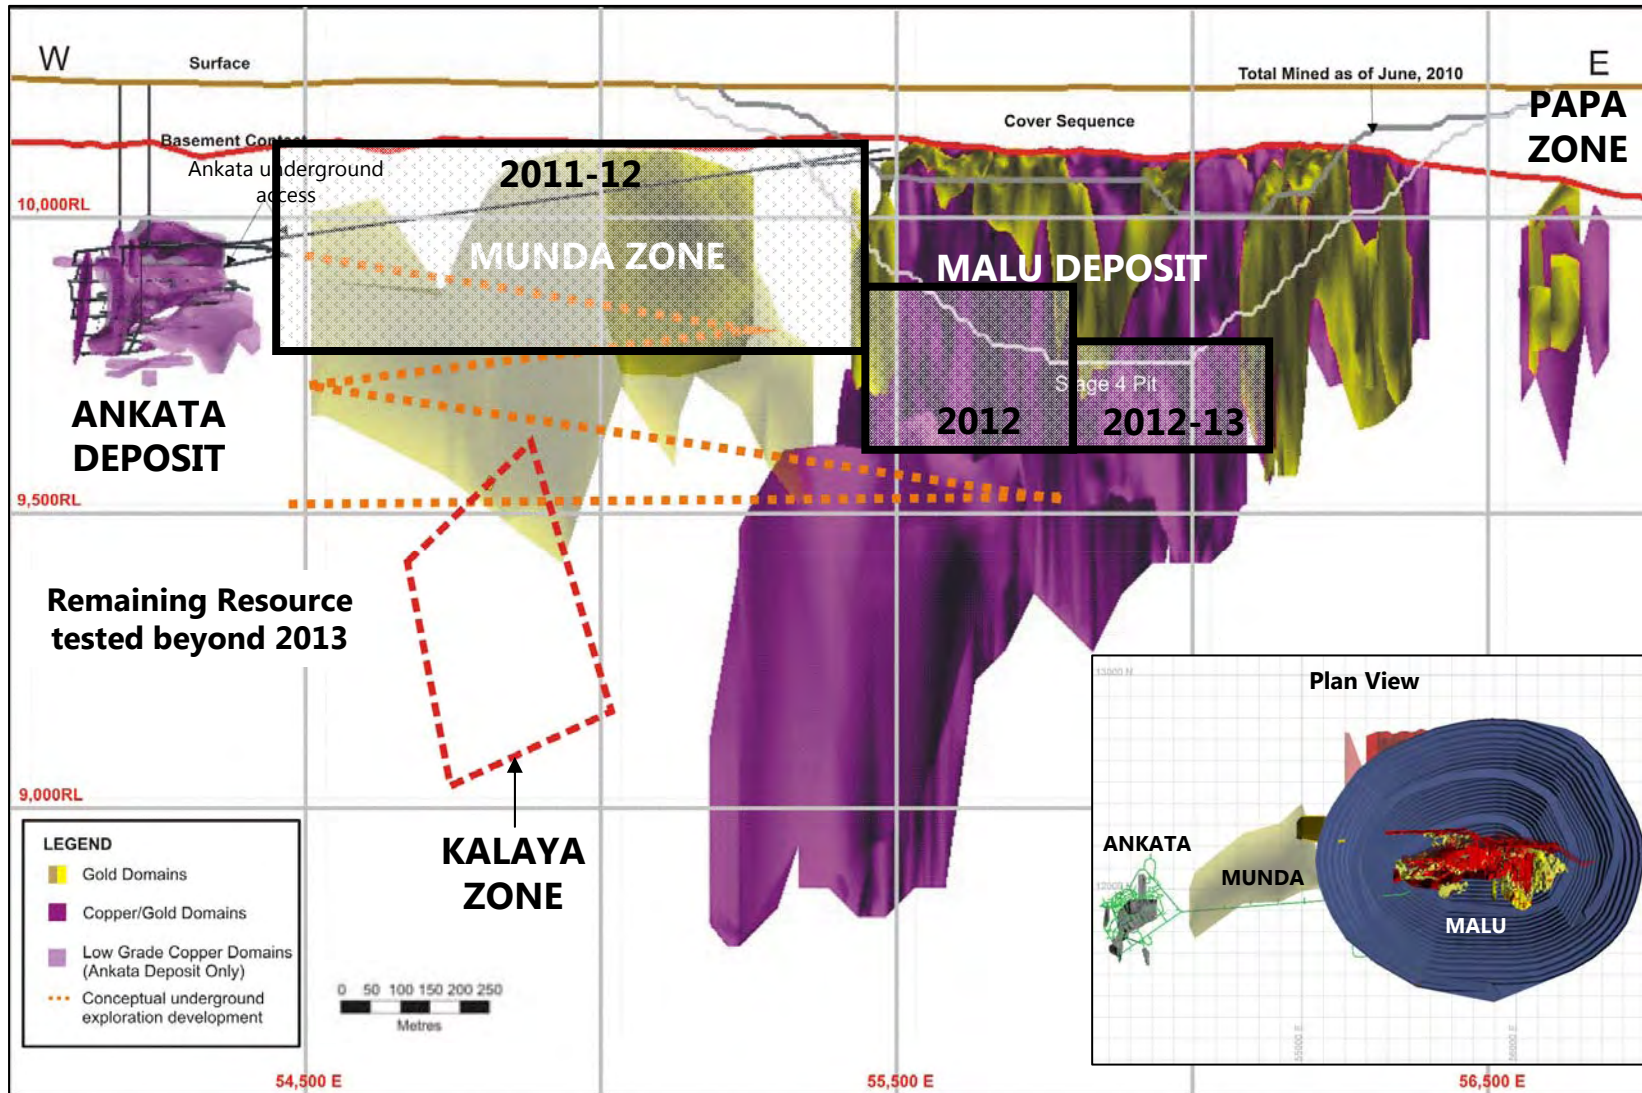 W
Surface
Total Mined as of June, 2010
E
PAPA
ZONE
Cover Sequence
Basement Contact
Ankata underground
access
2011-12
10,000RL
MUNDA ZONE
MALU DEPOSIT
Stage 4 Pit
2012
2012-13
ANKATA
DEPOSIT
9,500RL
Remaining Resource
tested beyond 2013
9,000RL
KALAYA
ZONE
LEGEND
Gold Domains
Copper/Gold Domains
Low Grade Copper Domains
(Ankata Deposit Only)
Conceptual underground
exploration development
0 50 100 150 200 250
Metres
Plan View
13000 N
ANKATA
MUNDA
12000 N
MALU
55000 E
56000 E
54,500 E
55,500 E
56,500 E